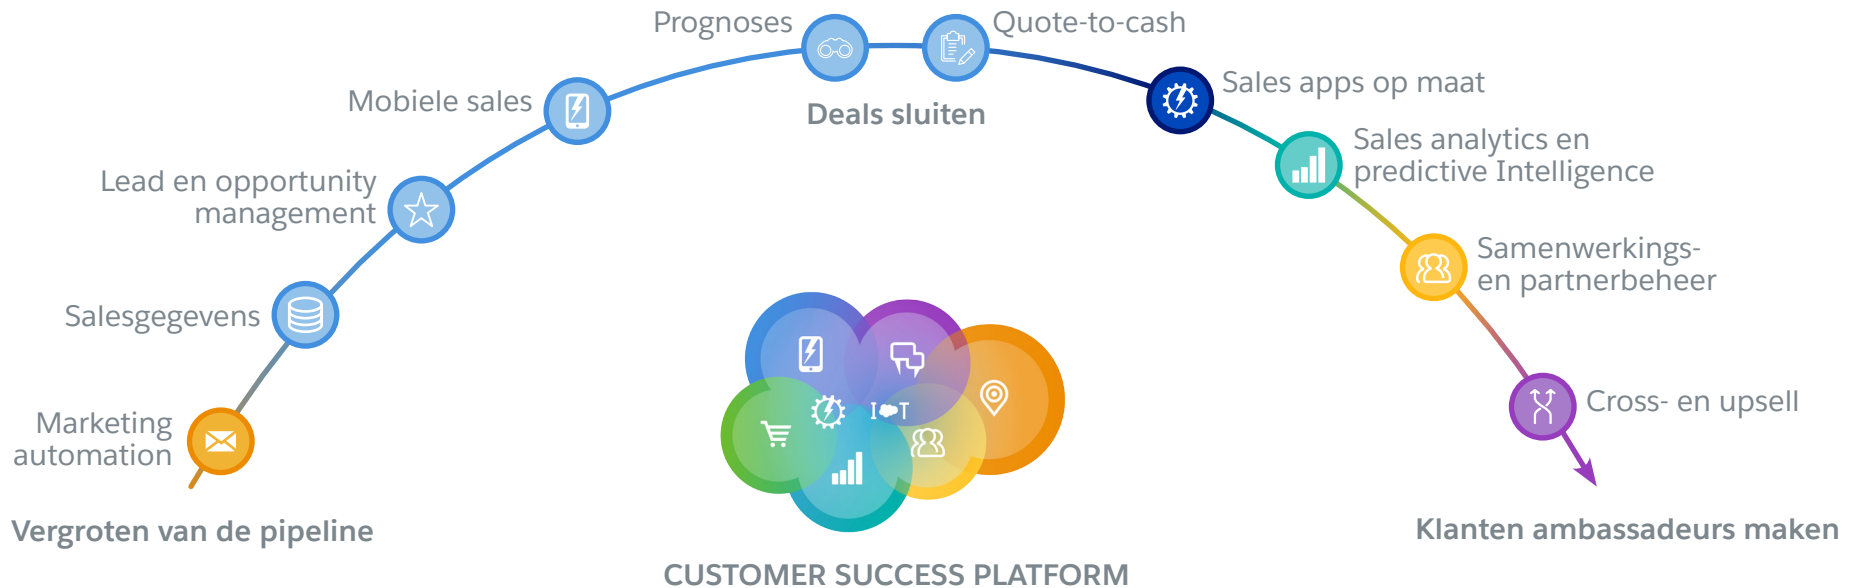 Prognoses
Quote-to-cash
Mobiele sales
Deals sluiten
Sales apps op maat
Lead en opportunity
management
Sales analytics en
predictive Intelligence
Salesgegevens
Samenwerkings-
en partnerbeheer
Marketing
automation
I T
Cross- en upsell
Vergroten van de pipeline
Klanten ambassadeurs maken
CUSTOMER SUCCESS PLATFORM